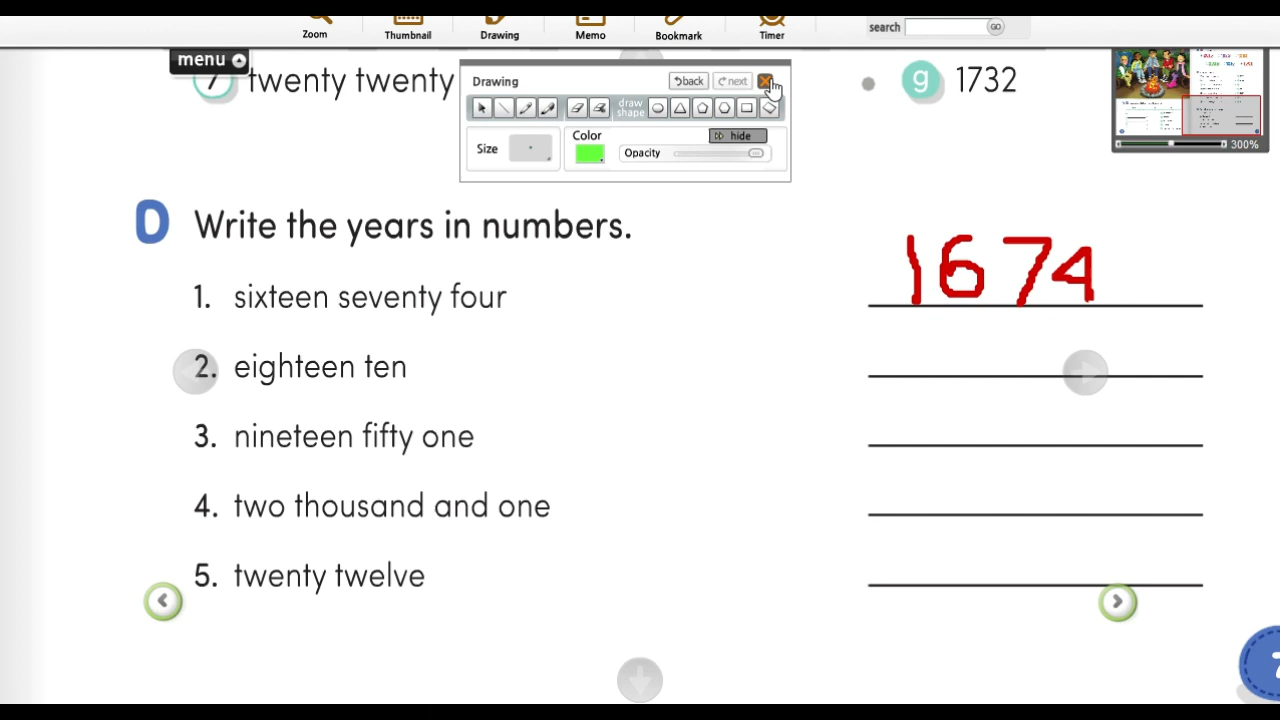 Zoom Thumbnail Drawing Memo Bookmark Timer search GO
menu
7 twenty twenty
g 1732
Drawing back next
draw shape
Size Color hide
Opacity
300%
D Write the years in numbers.
1. sixteen seventy four 1674
2. eighteen ten
3. nineteen fifty one
4. two thousand and one
5. twenty twelve